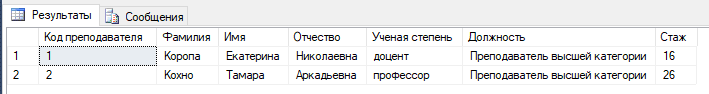 Результаты Сообщения
Код преподавателя Фамилия Имя Отчество Ученая степень Должность Стаж
1 1 Коропа Екатерина Николаевна доцент Преподаватель высшей категории 16
2 2 Кохно Тамара Аркадьевна профессор Преподаватель высшей категории 26